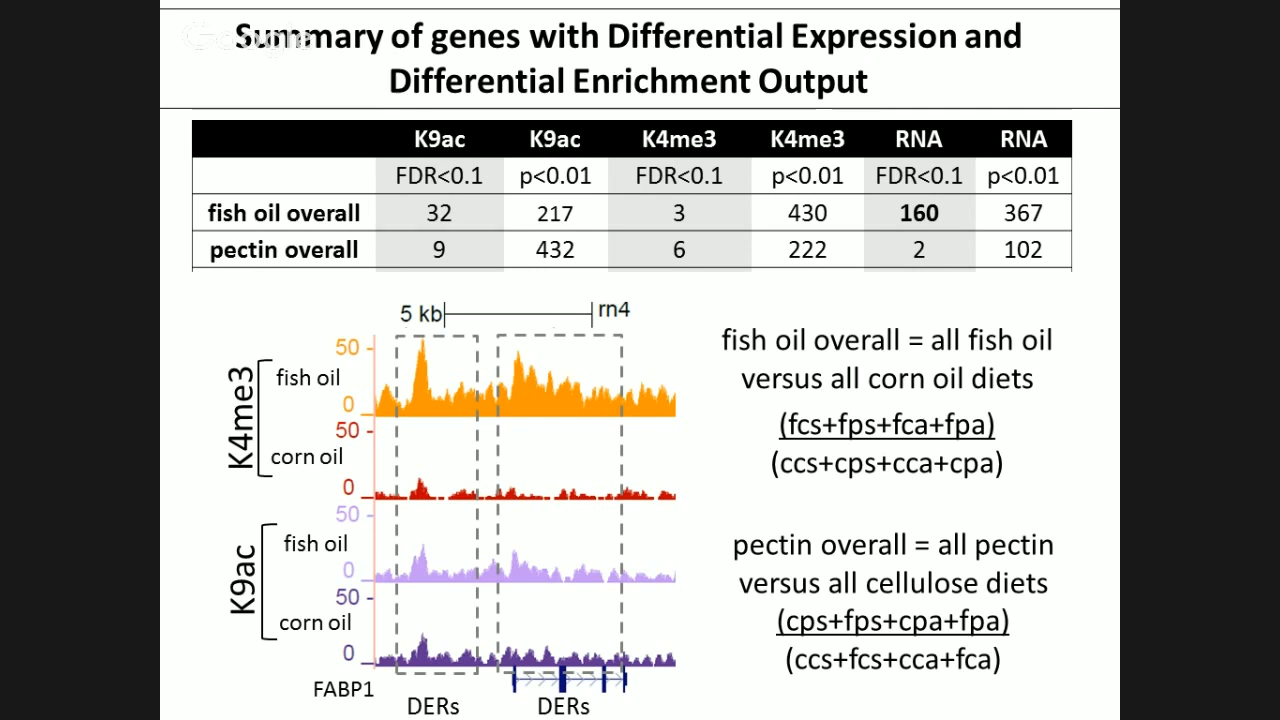 Google
Summary of genes with Differential Expression and
Differential Enrichment Output
K9ac K9ac K4me3 K4me3 RNA RNA
FDR<0.1 p<0.01 FDR<0.1 p<0.01 FDR<0.1 p<0.01
fish oil overall 32 217 3 430 160 367
pectin overall 9 432 6 222 2 102
5 kb rn4
K4me3
50
fish oil
0
50
corn oil
0
K9ac
50
fish oil
0
50
corn oil
0
FABP1
DERs DERs
fish oil overall = all fish oil
versus all corn oil diets
(fcs+fps+fca+fpa)
(ccs+cps+cca+cpa)
pectin overall = all pectin
versus all cellulose diets
(cps+fps+cpa+fpa)
(ccs+fcs+cca+fca)